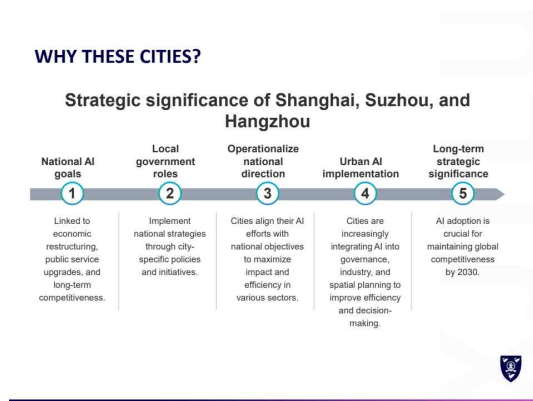 WHY THESE CITIES?
Strategic significance of Shanghai, Suzhou, and
Hangzhou
National AI
goals
1
Linked to
economic
restructuring,
public service
upgrades, and
long-term
competitiveness.
Local
government
roles
2
Implement
national strategies
through city-
specific policies
and initiatives.
Operationalize
national
direction
3
Cities align their AI
efforts with
national objectives
to maximize
impact and
efficiency in
various sectors.
Urban AI
implementation
4
Cities are
increasingly
integrating AI into
governance,
industry, and
spatial planning to
improve efficiency
and decision-
making.
Long-term
strategic
significance
5
AI adoption is
crucial for
maintaining global
competitiveness
by 2030.